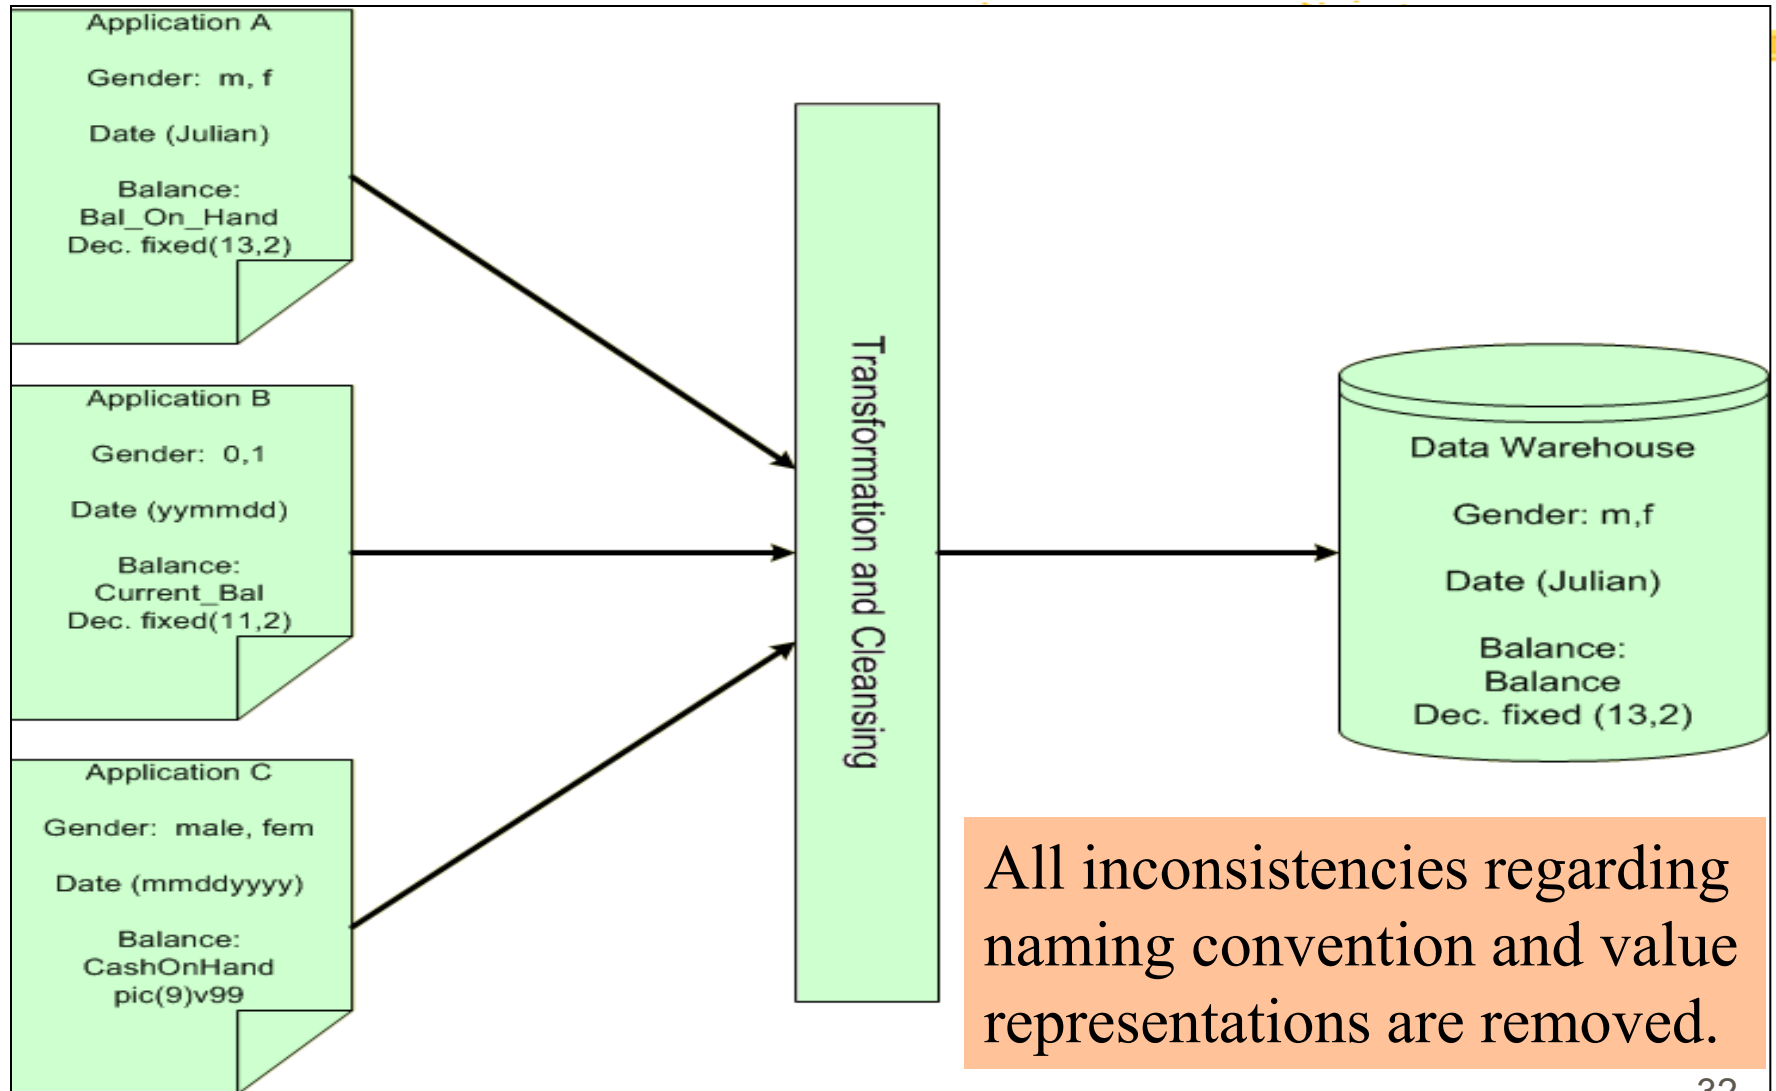 Application A
Gender:  m, f
Date (Julian)
Balance:
Bal_On_Hand
Dec. fixed(13,2)
Application B
Gender:  0,1
Date (yymmdd)
Balance:
Current_Bal
Dec. fixed(11,2)
Application C
Gender:  male, fem
Date (mmddyyyy)
Balance:
CashOnHand
pic(9)v99
Transformation and Cleansing
Data Warehouse
Gender: m,f
Date (Julian)
Balance:
Balance
Dec. fixed (13,2)
All inconsistencies regarding
naming convention and value
representations are removed.
32